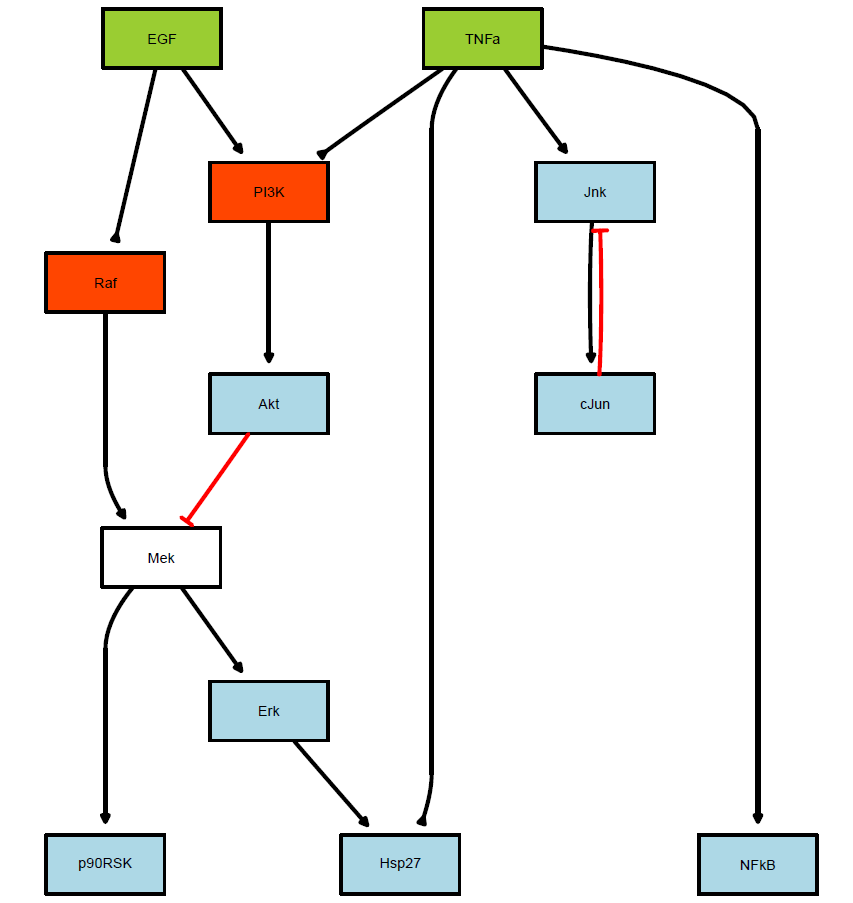 EGF
TNFa
PI3K
Jnk
Raf
Akt
cJun
Mek
Erk
p90RSK
Hsp27
NFkB